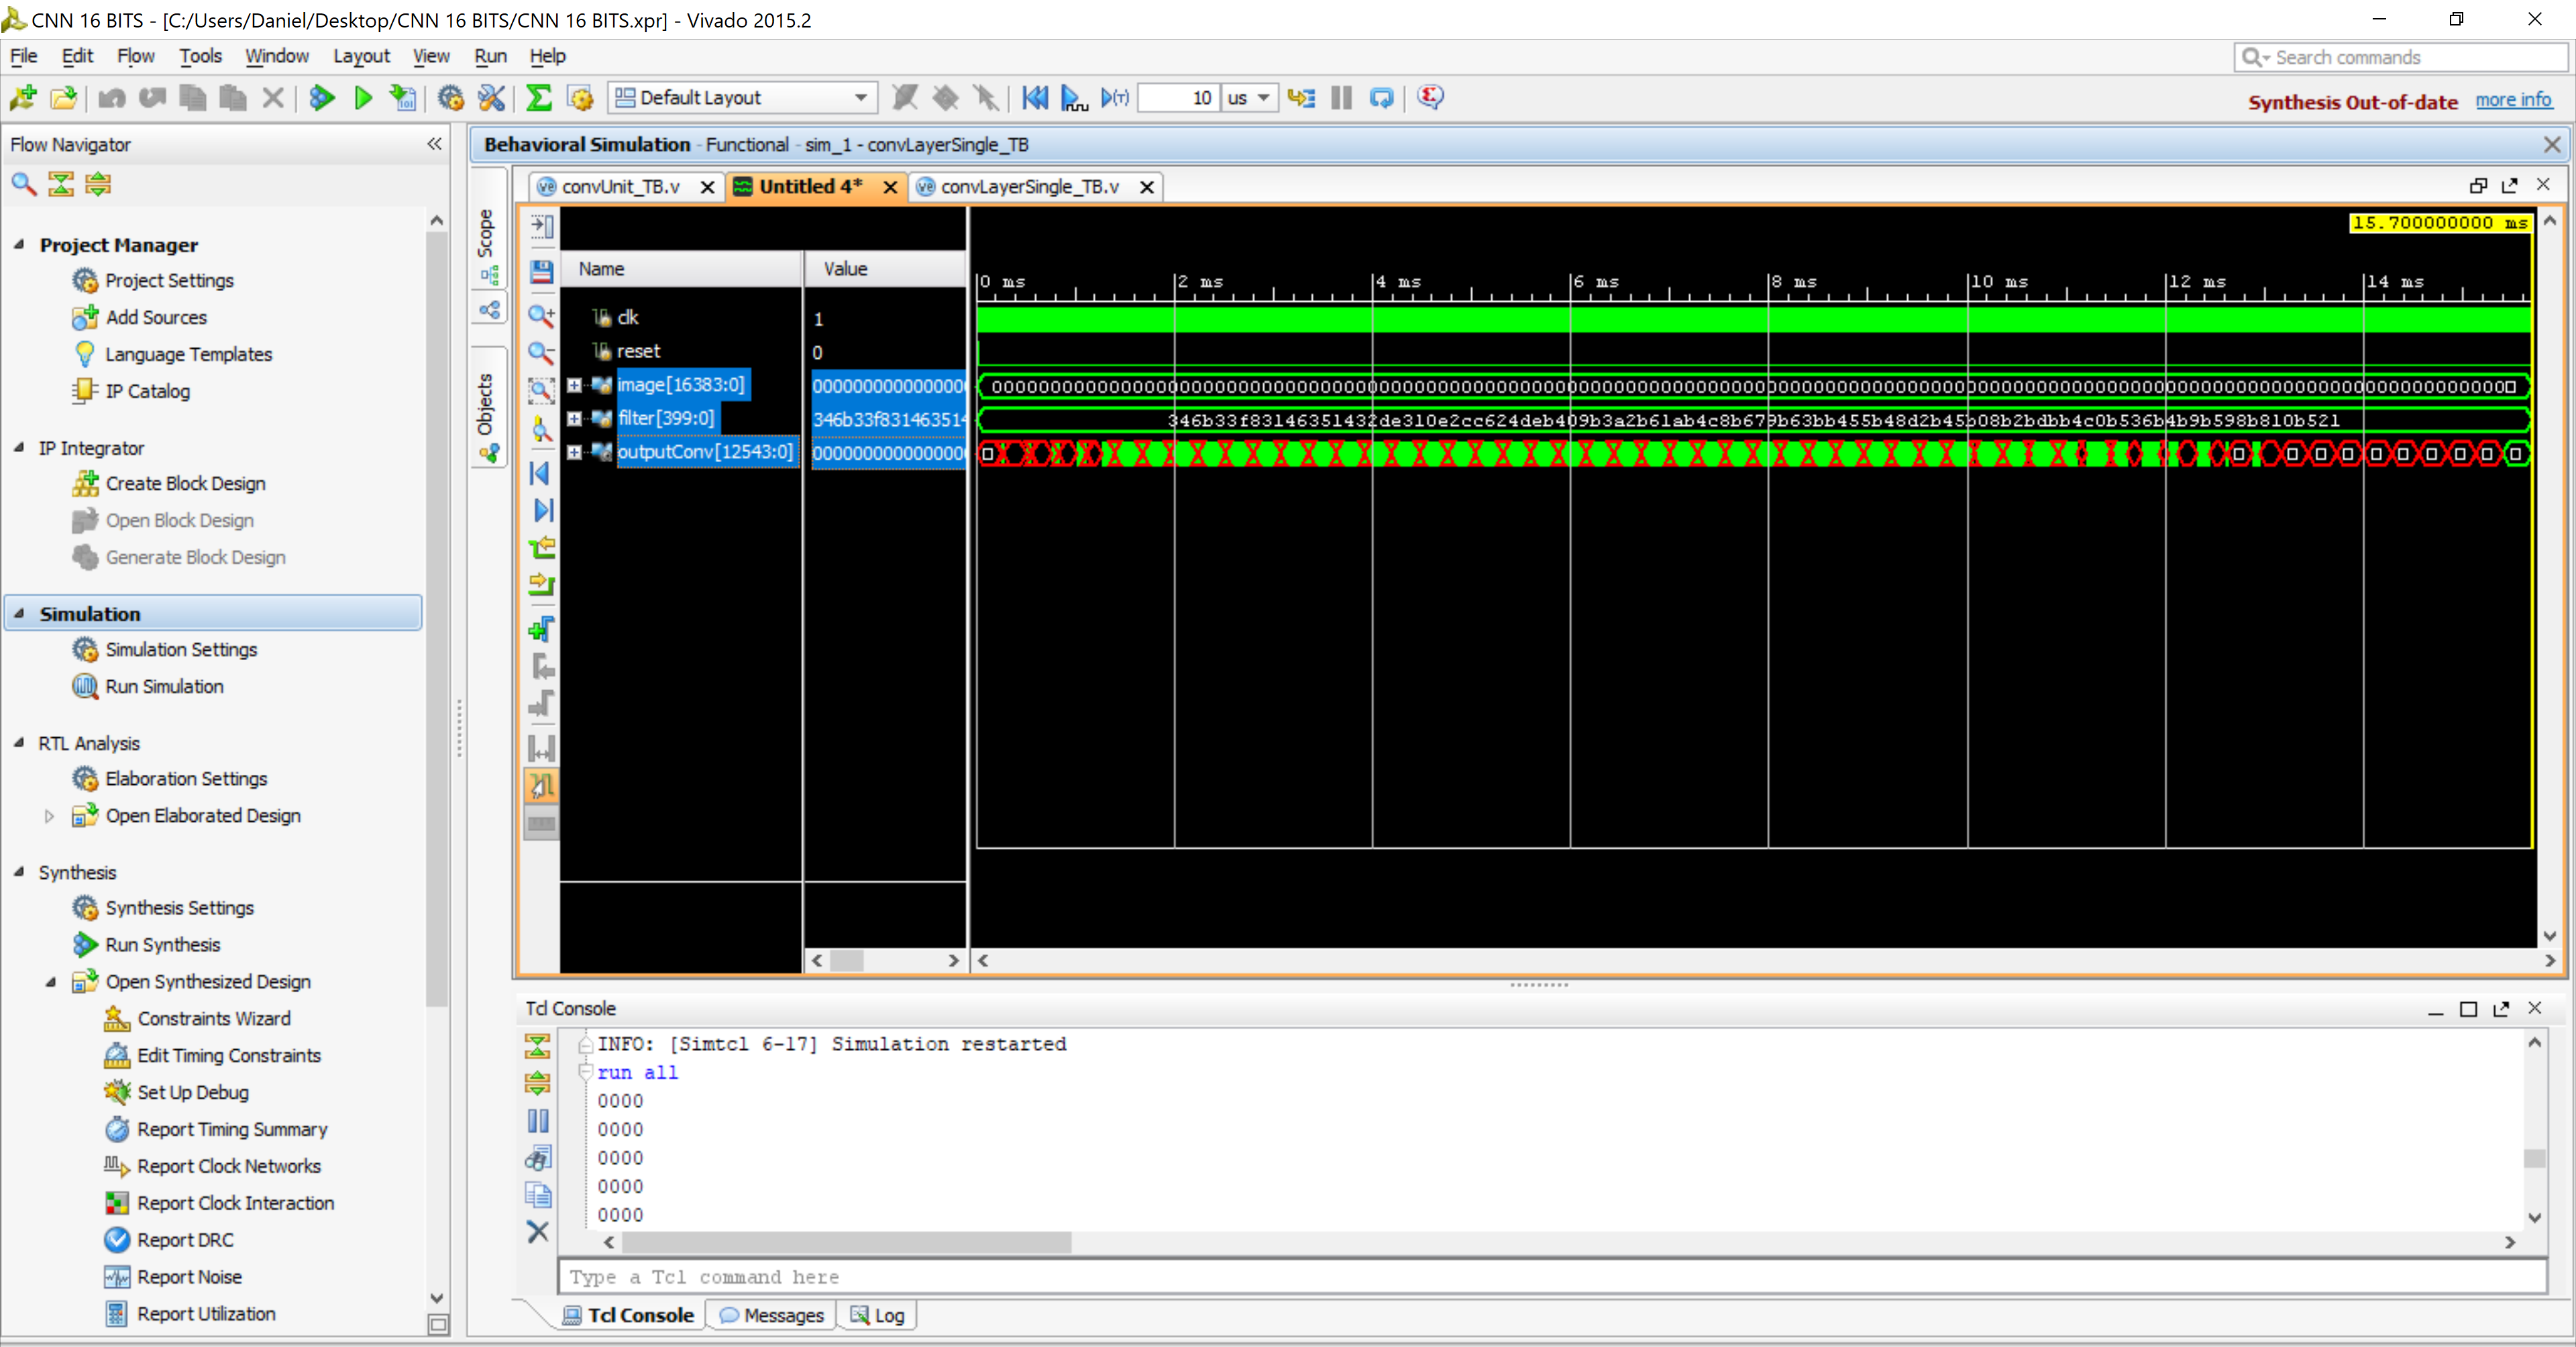 CNN 16 BITS - [C:/Users/Daniel/Desktop/CNN 16 BITS/CNN 16 BITS.xpr] - Vivado 2015.2
File Edit Flow Tools Window Layout View Run Help
Search commands
Default Layout
10 us
Synthesis Out-of-date more info
Flow Navigator
Project Manager
Project Settings
Add Sources
Language Templates
IP Catalog
IP Integrator
Create Block Design
Open Block Design
Generate Block Design
Simulation
Simulation Settings
Run Simulation
RTL Analysis
Elaboration Settings
Open Elaborated Design
Synthesis
Synthesis Settings
Run Synthesis
Open Synthesized Design
Constraints Wizard
Edit Timing Constraints
Set Up Debug
Report Timing Summary
Report Clock Networks
Report Clock Interaction
Report DRC
Report Noise
Report Utilization
Behavioral Simulation - Functional - sim_1 - convLayerSingle_TB
Scope
Objects
convUnit_TB.v
Untitled 4*
convLayerSingle_TB.v
15.700000000 ms
Name Value
0 ms 2 ms 4 ms 6 ms 8 ms 10 ms 12 ms 14 ms
clk 1
reset 0
image[16383:0]
filter[399:0] 346b33f831463514
outputConv[12543:0]
Tcl Console
INFO: [Simtcl 6-17] Simulation restarted
run all
0000
0000
0000
0000
0000
Type a Tcl command here
Tcl Console Messages Log